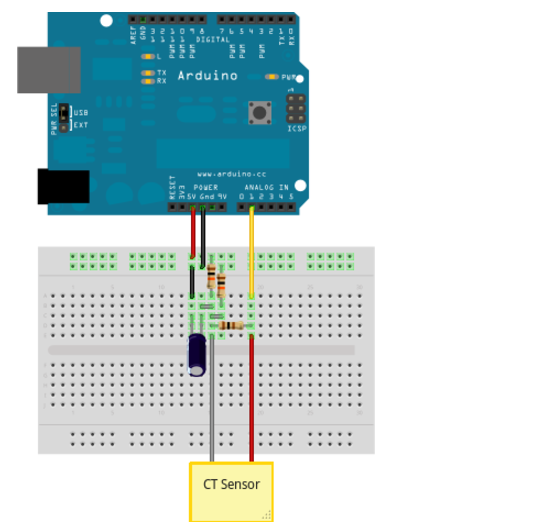 AREF
GND
13 12 11 10 9 8
7 6 5 4 3 2 1 0
PWM PWM PWM
PWM PWM PWM
TX
RX
DIGITAL
L
TX
RX
Arduino
PWR
PWR SEL
USB
EXT
ICSP
www.arduino.cc
POWER
ANALOG IN
RESET
3V3
5V Gnd 9V
0 1 2 3 4 5
CT Sensor